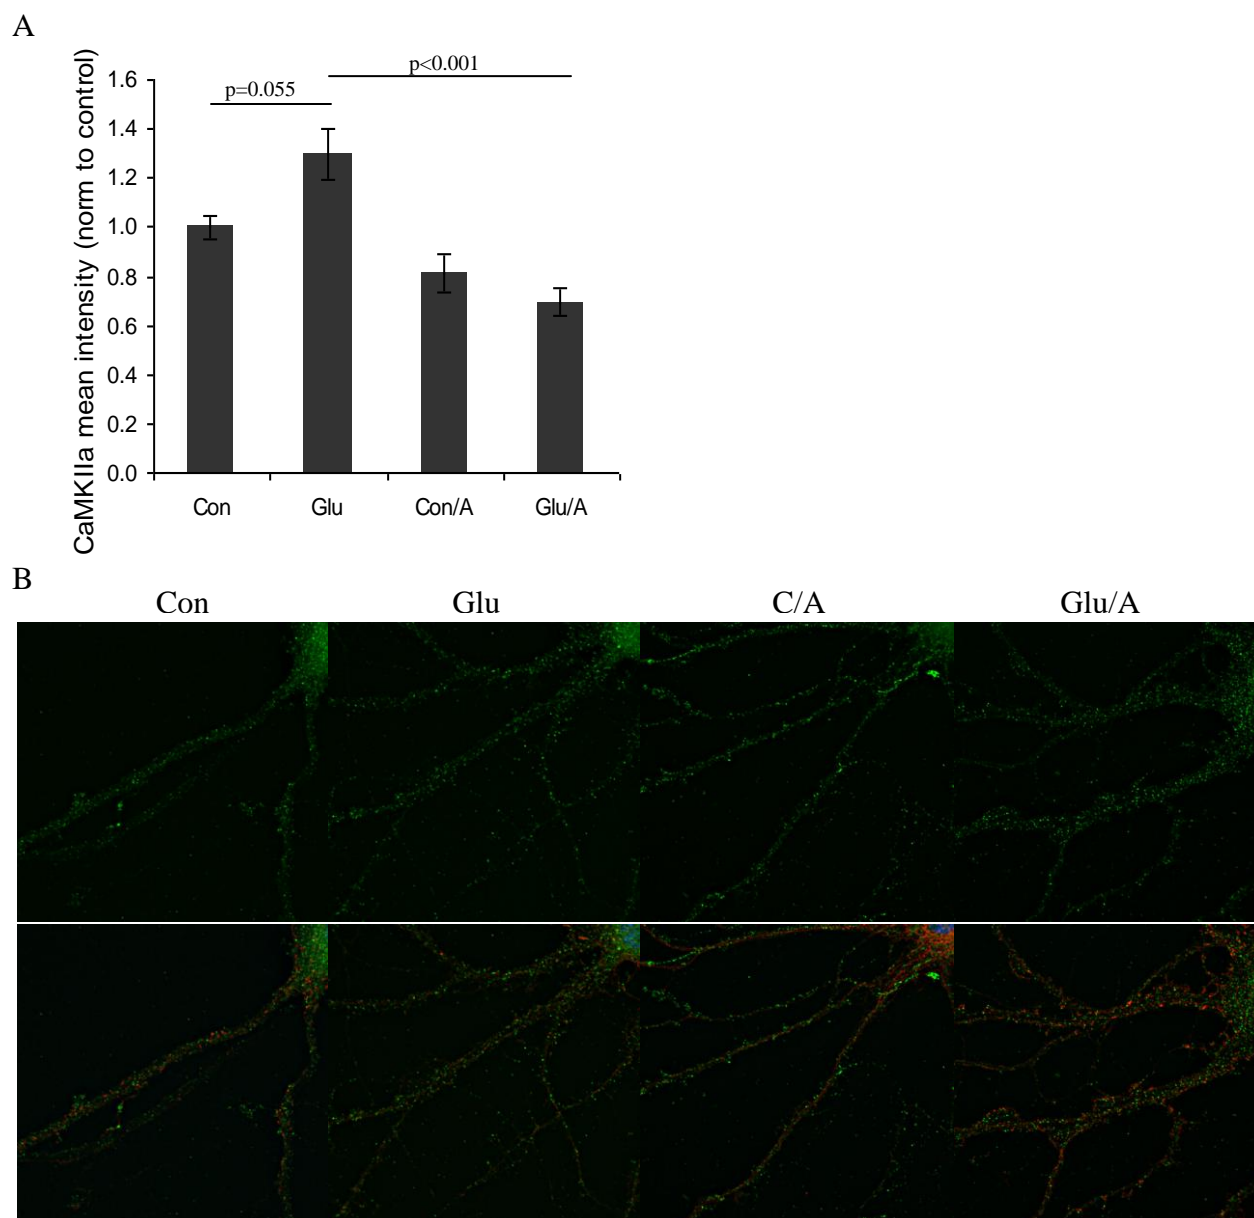 A
CaMKIIa mean intensity (norm to control)
p<0.001
p=0.055
1.6
1.4
1.2
1.0
0.8
0.6
0.4
0.2
0.0
Con Glu Con/A Glu/A
B
Con Glu C/A Glu/A